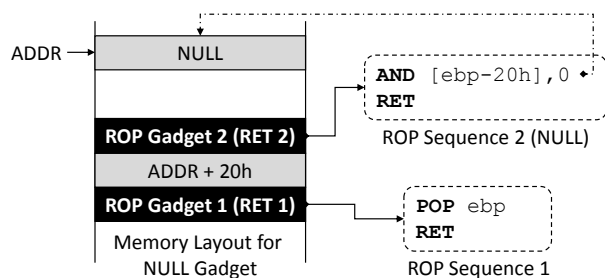 ADDR
NULL
AND [ebp-20h],0
RET
ROP Sequence 2 (NULL)
ROP Gadget 2 (RET 2)
ADDR + 20h
ROP Gadget 1 (RET 1)
POP ebp
RET
ROP Sequence 1
Memory Layout for
NULL Gadget